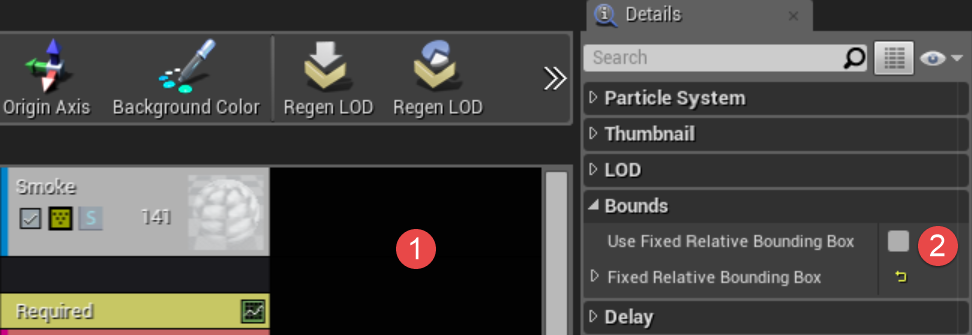 Details
Search
Origin Axis
Background Color
Regen LOD
Regen LOD
Particle System
Thumbnail
LOD
Bounds
Use Fixed Relative Bounding Box
2
Fixed Relative Bounding Box
Delay
Smoke
S
141
1
Required